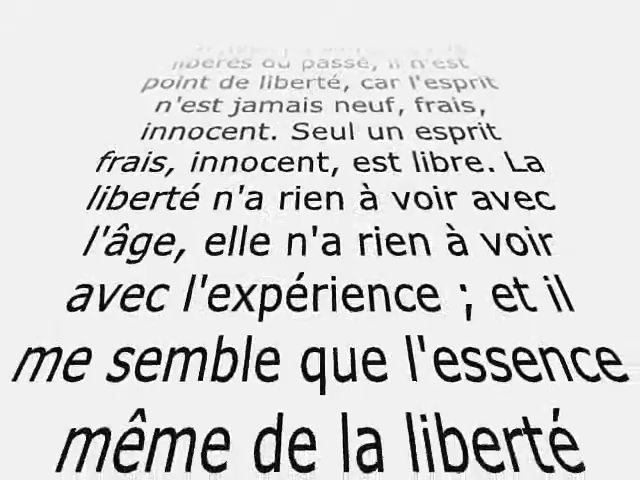 libérés du passé, il n'est
point de liberté, car l'esprit
n'est jamais neuf, frais,
innocent. Seul un esprit
frais, innocent, est libre. La
liberté n'a rien à voir avec
l'âge, elle n'a rien à voir
avec l'expérience ; et il
me semble que l'essence
même de la liberté